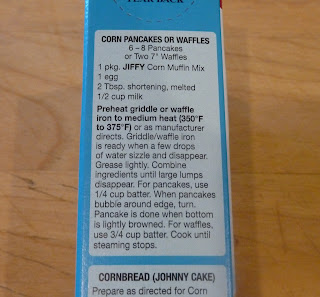 TEAR BACK
CORN PANCAKES OR WAFFLES
6 – 8 Pancakes
or Two 7" Waffles
1 pkg. JIFFY Corn Muffin Mix
1 egg
2 Tbsp. shortening, melted
1/2 cup milk
Preheat griddle or waffle
iron to medium heat (350°F
to 375°F) or as manufacturer
directs. Griddle/waffle iron
is ready when a few drops
of water sizzle and disappear.
Grease lightly. Combine
ingredients until large lumps
disappear. For pancakes, use
1/4 cup batter. When pancakes
bubble around edge, turn.
Pancake is done when bottom
is lightly browned. For waffles,
use 3/4 cup batter. Cook until
steaming stops.
CORNBREAD (JOHNNY CAKE)
Prepare as directed for Corn